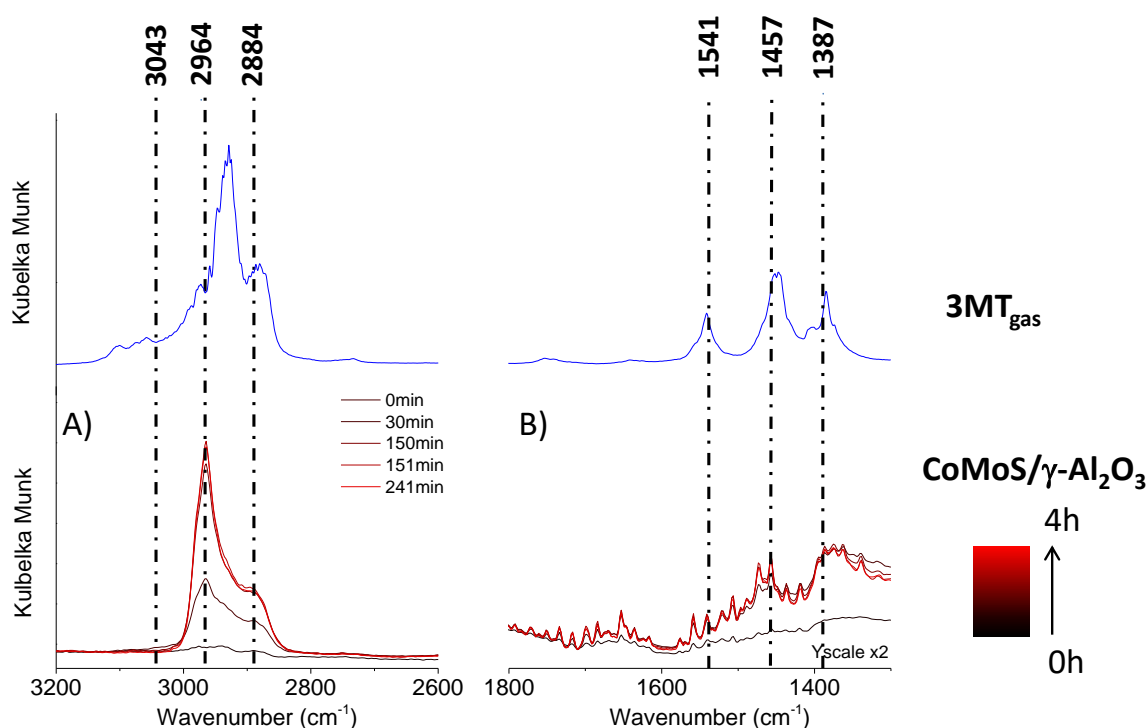 3043
2964
2884
1541
1457
1387
Kubelka Munk
3MTgas
A)
0min
30min
150min
151min
241min
B)
Kulbelka Munk
CoMoS/γ-Al2O3
4h
0h
Yscale x2
3200
3000
2800
2600
1800
1600
1400
Wavenumber (cm-1)
Wavenumber (cm-1)